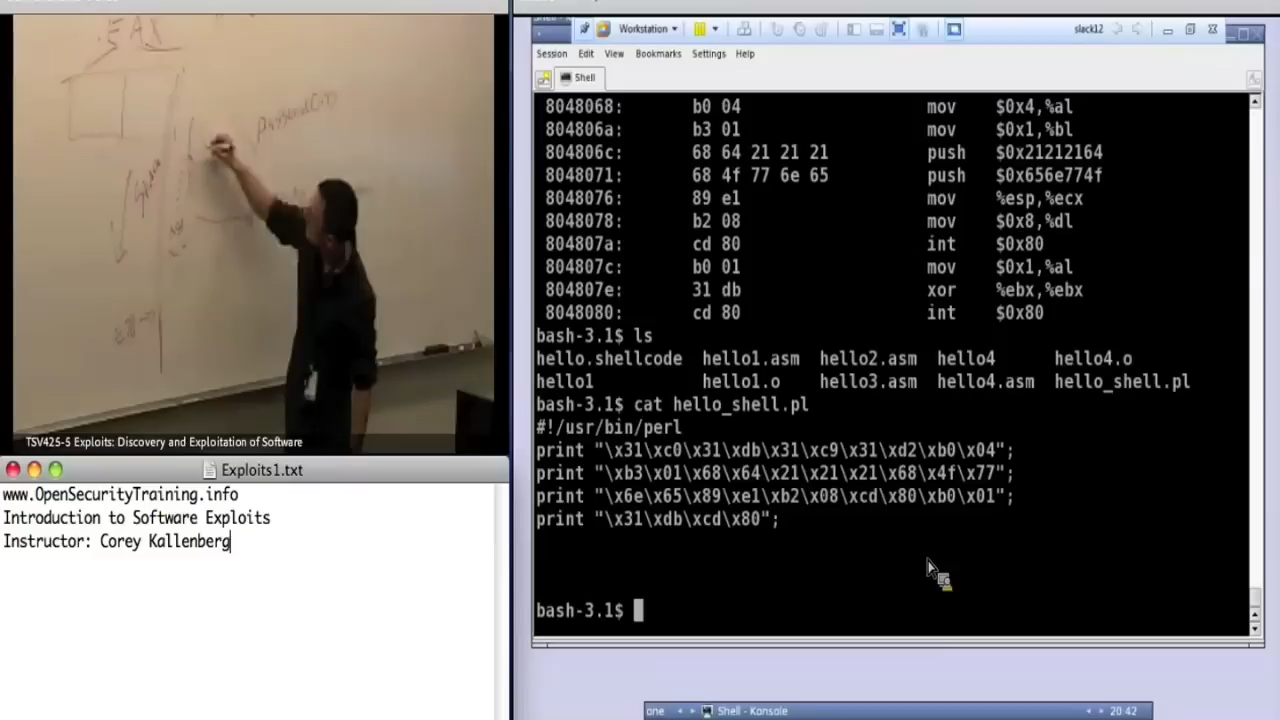 Workstation
slack12
Session Edit View Bookmarks Settings Help
Shell
8048068: b0 04 mov $0x4,%al
804806a: b3 01 mov $0x1,%bl
804806c: 68 64 21 21 21 push $0x21212164
8048071: 68 4f 77 6e 65 push $0x656e774f
8048076: 89 e1 mov %esp,%ecx
8048078: b2 08 mov $0x8,%dl
804807a: cd 80 int $0x80
804807c: b0 01 mov $0x1,%al
804807e: 31 db xor %ebx,%ebx
8048080: cd 80 int $0x80
bash-3.1$ ls
hello.shellcode hello1.asm hello2.asm hello4 hello4.o
hello1 hello1.o hello3.asm hello4.asm hello_shell.pl
bash-3.1$ cat hello_shell.pl
#!/usr/bin/perl
print "\x31\xc0\x31\xdb\x31\xc9\x31\xd2\xb0\x04";
print "\xb3\x01\x68\x64\x21\x21\x21\x68\x4f\x77";
print "\x6e\x65\x89\xe1\xb2\x08\xcd\x80\xb0\x01";
print "\x31\xdb\xcd\x80";
bash-3.1$
TSV425-5 Exploits: Discovery and Exploitation of Software
Exploits1.txt
www.OpenSecurityTraining.info
Introduction to Software Exploits
Instructor: Corey Kallenberg
one
Shell - Konsole
20:42